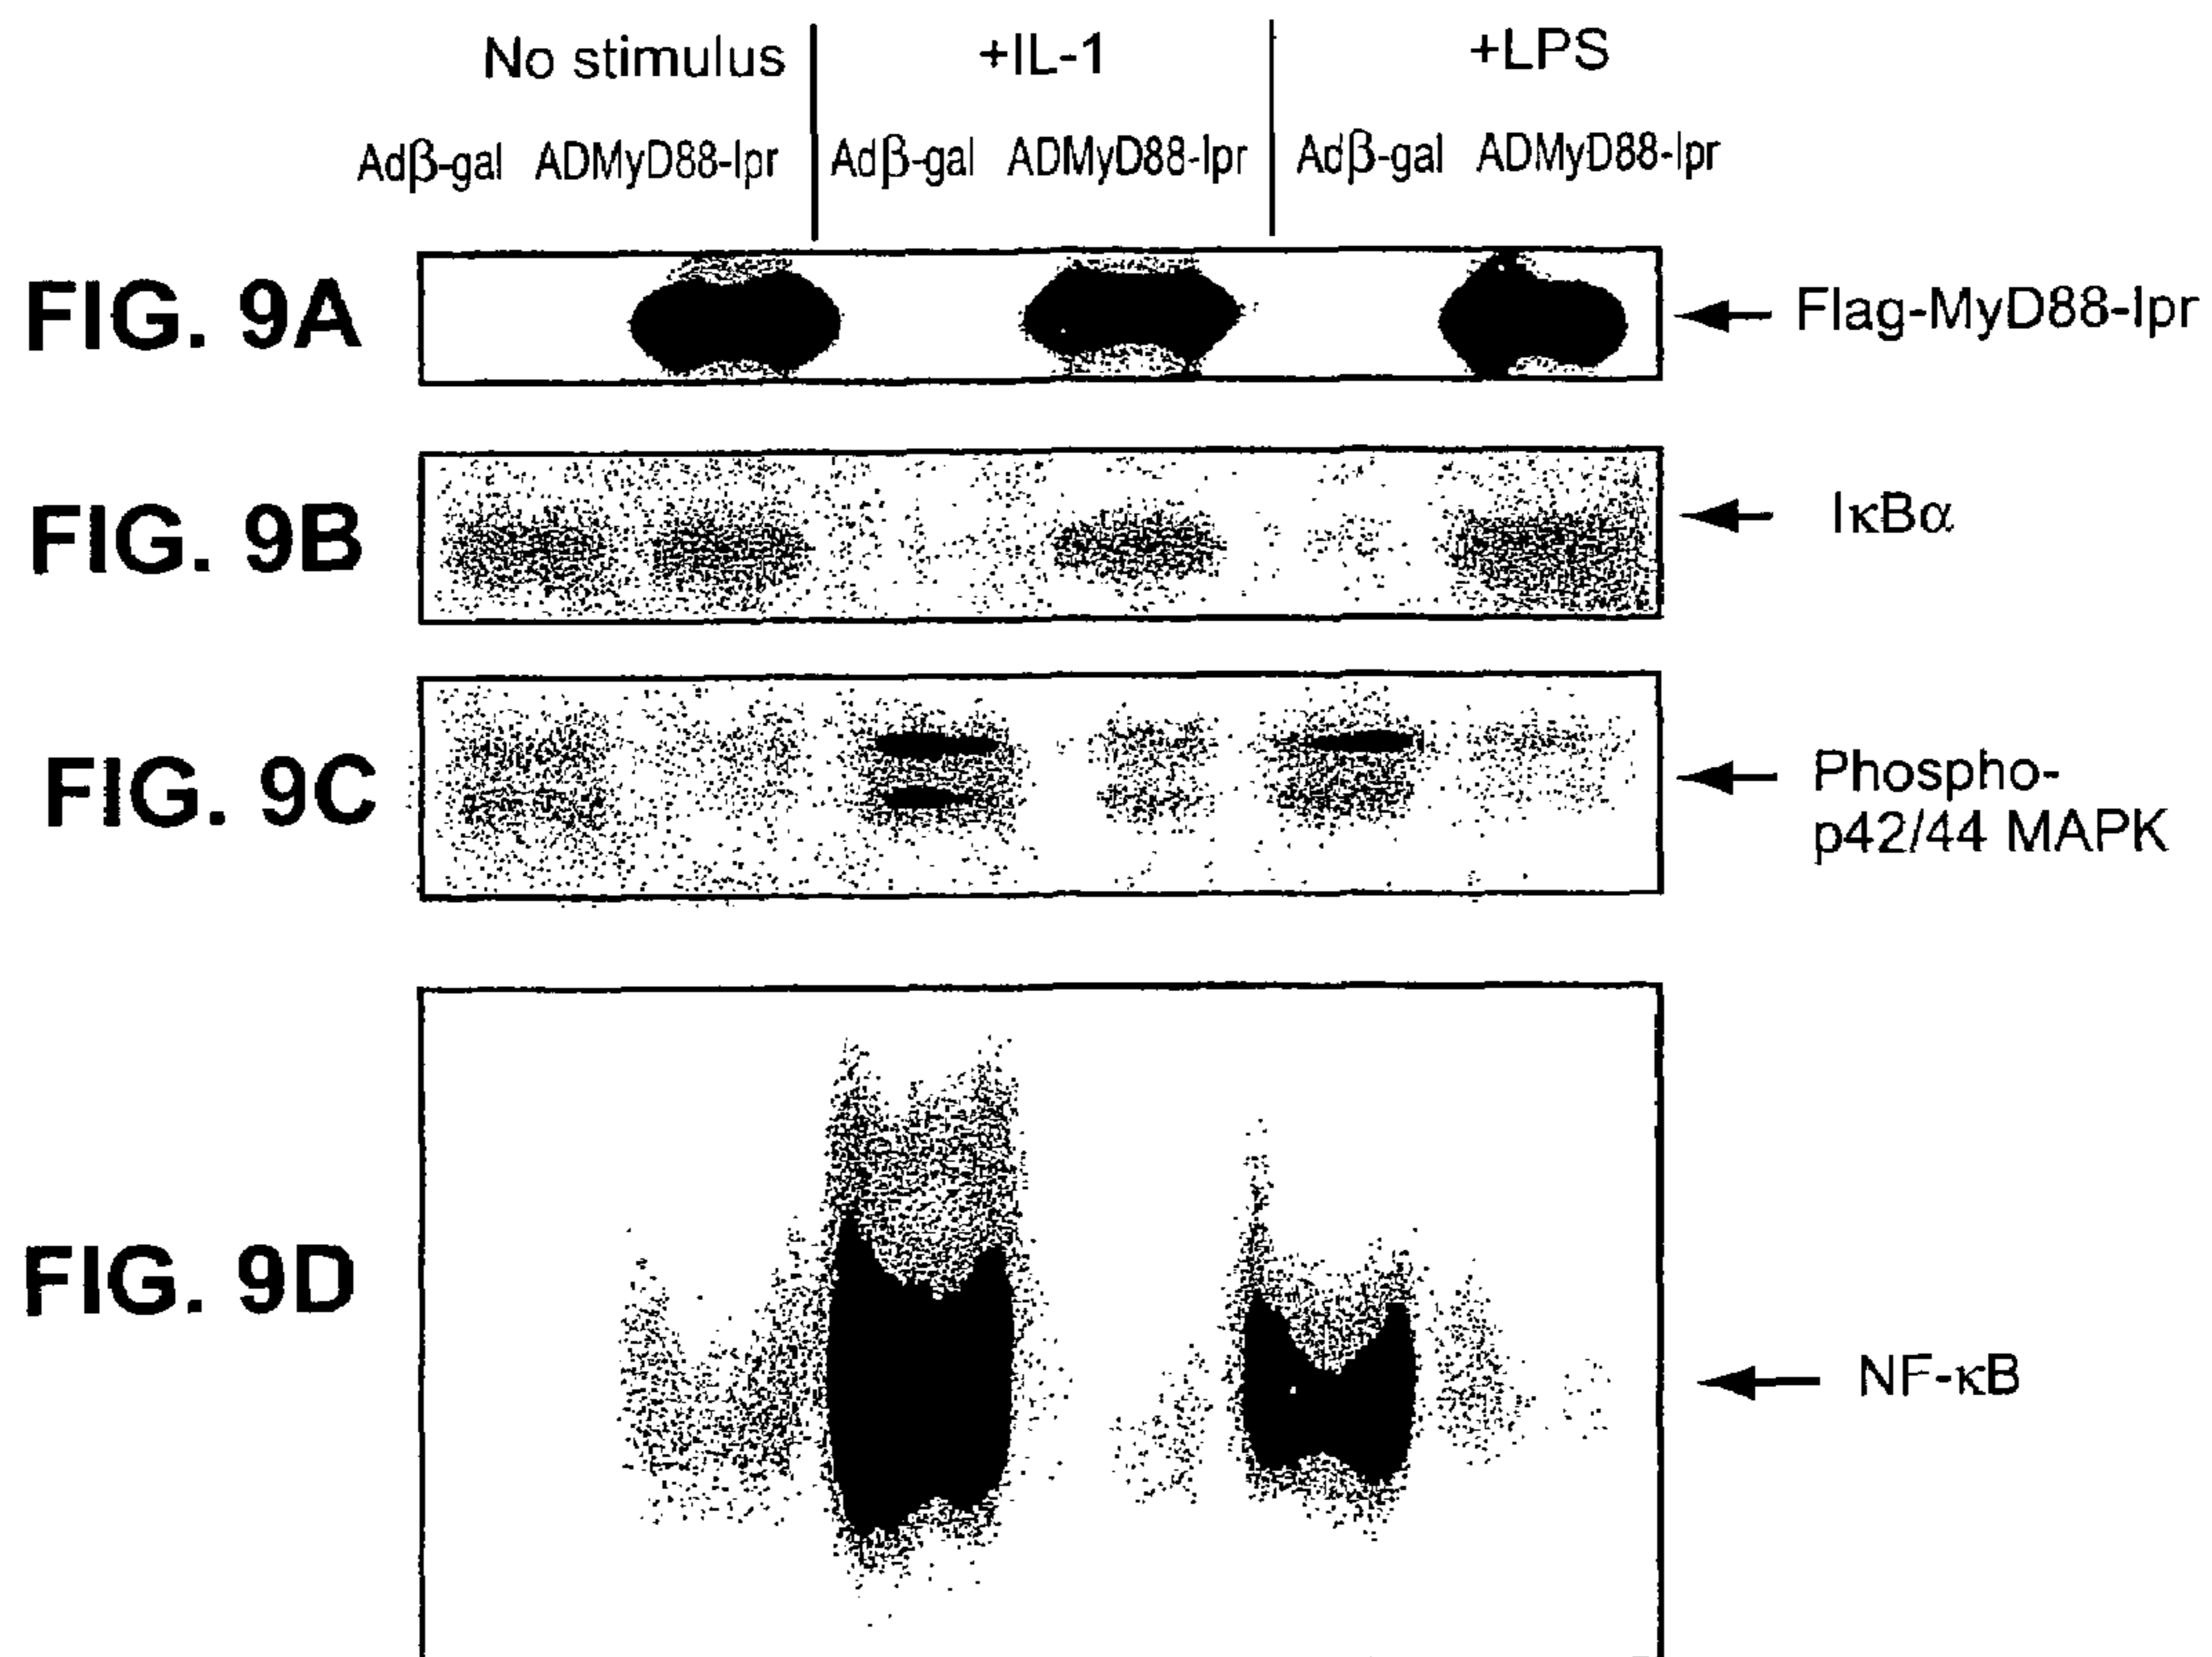 No stimulus +IL-1 +LPS
Adβ-gal ADMyD88-lpr Adβ-gal ADMyD88-lpr Adβ-gal ADMyD88-lpr
FIG. 9A Flag-MyD88-lpr
FIG. 9B IκBα
FIG. 9C Phospho-
p42/44 MAPK
FIG. 9D NF-κB